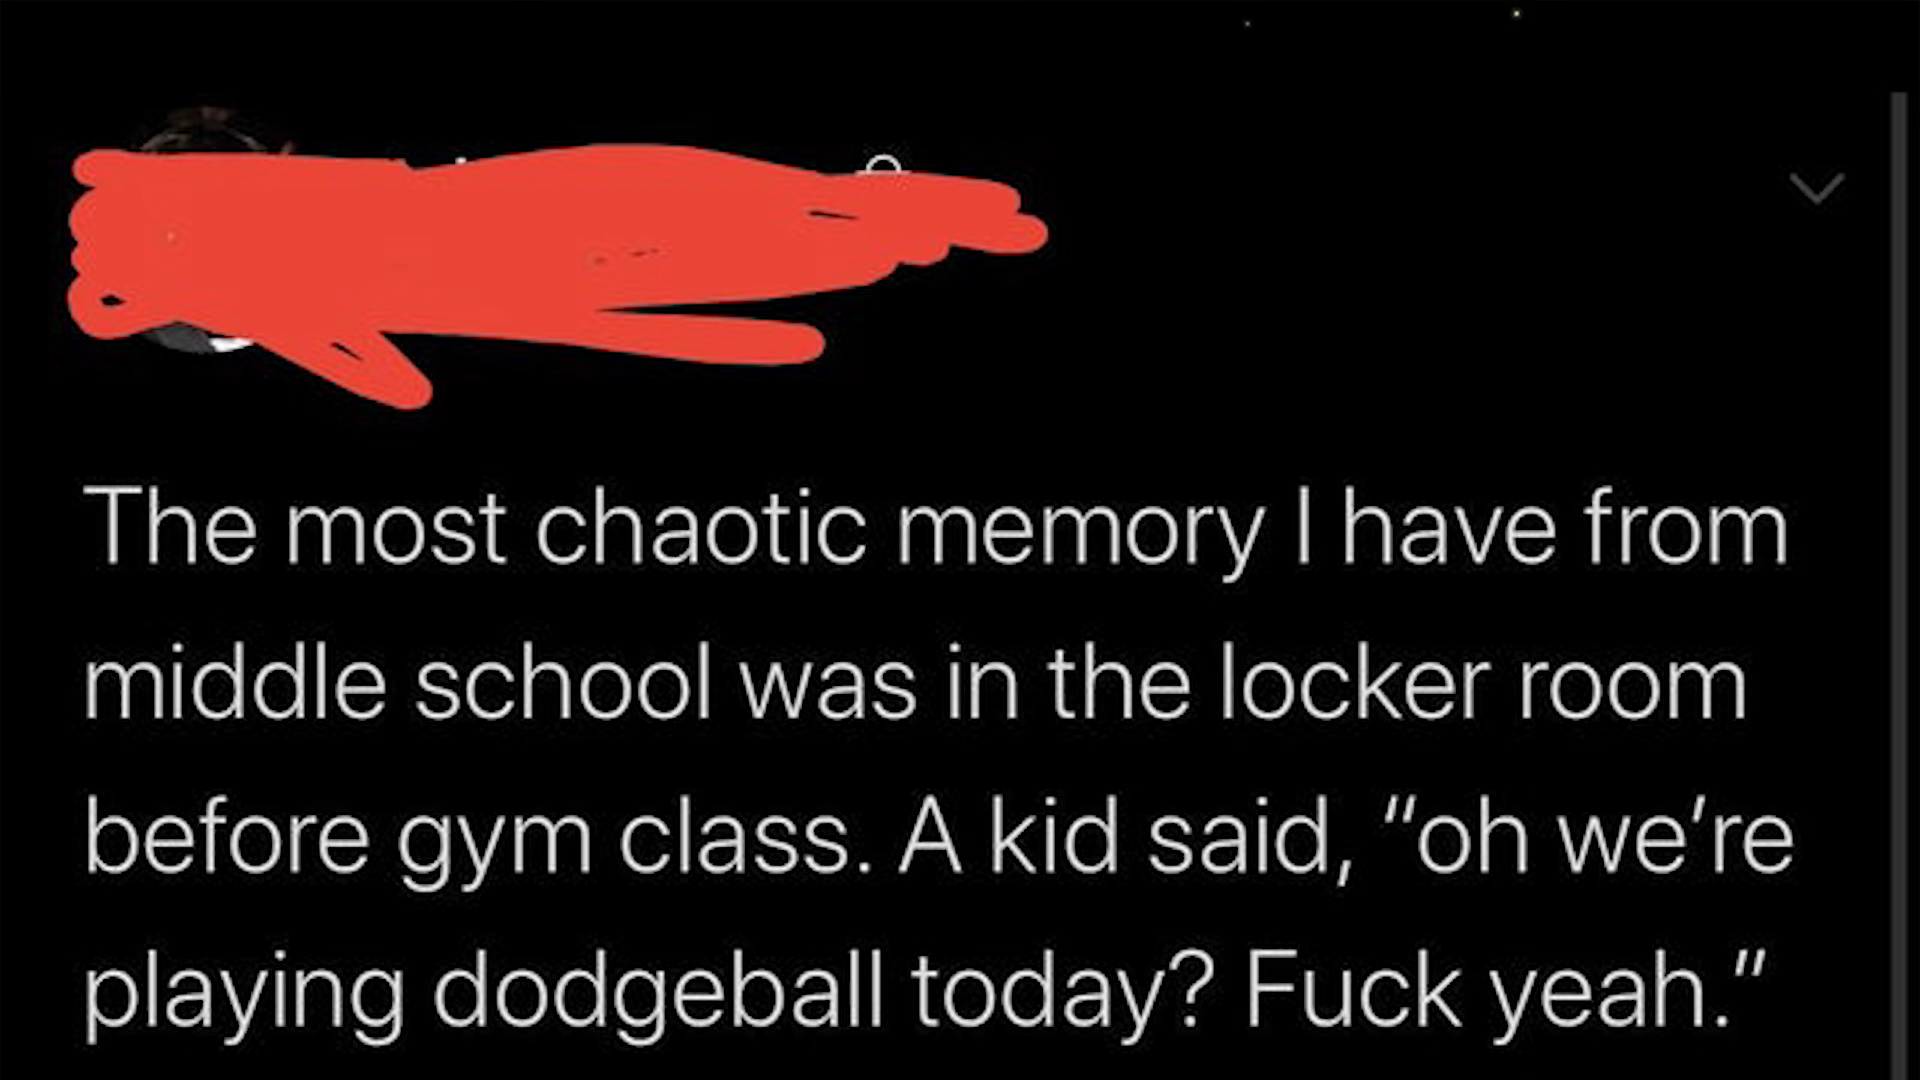 The most chaotic memory I have from
middle school was in the locker room
before gym class. A kid said, “oh we’re
playing dodgeball today? Fuck yeah.”